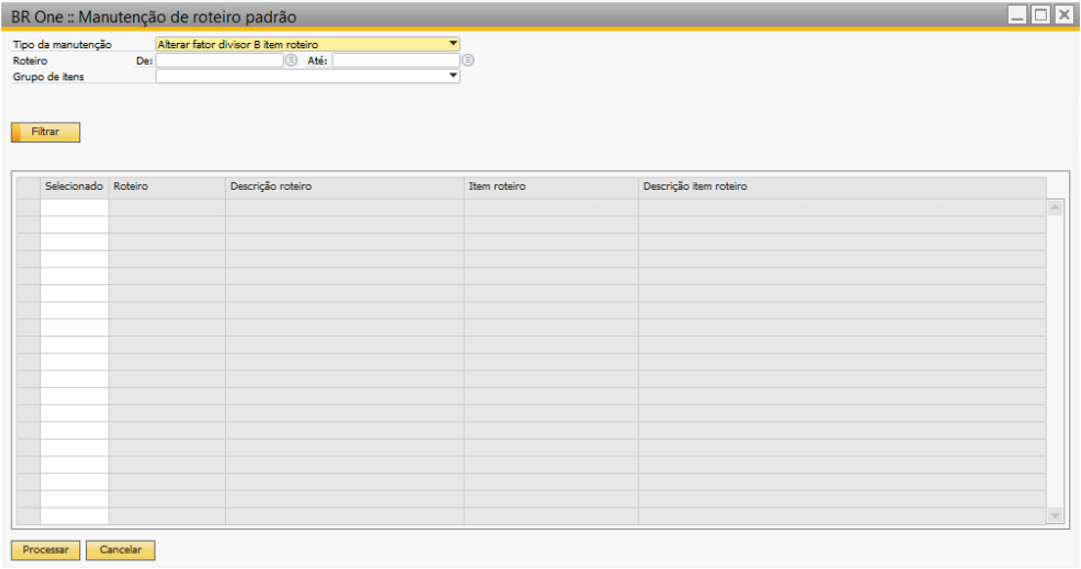 BR One :: Manutenção de roteiro padrão
Tipo da manutenção Alterar fator divisor B item roteiro
Roteiro De: Até:
Grupo de itens
Filtrar
Selecionado Roteiro Descrição roteiro Item roteiro Descrição item roteiro
Processar Cancelar